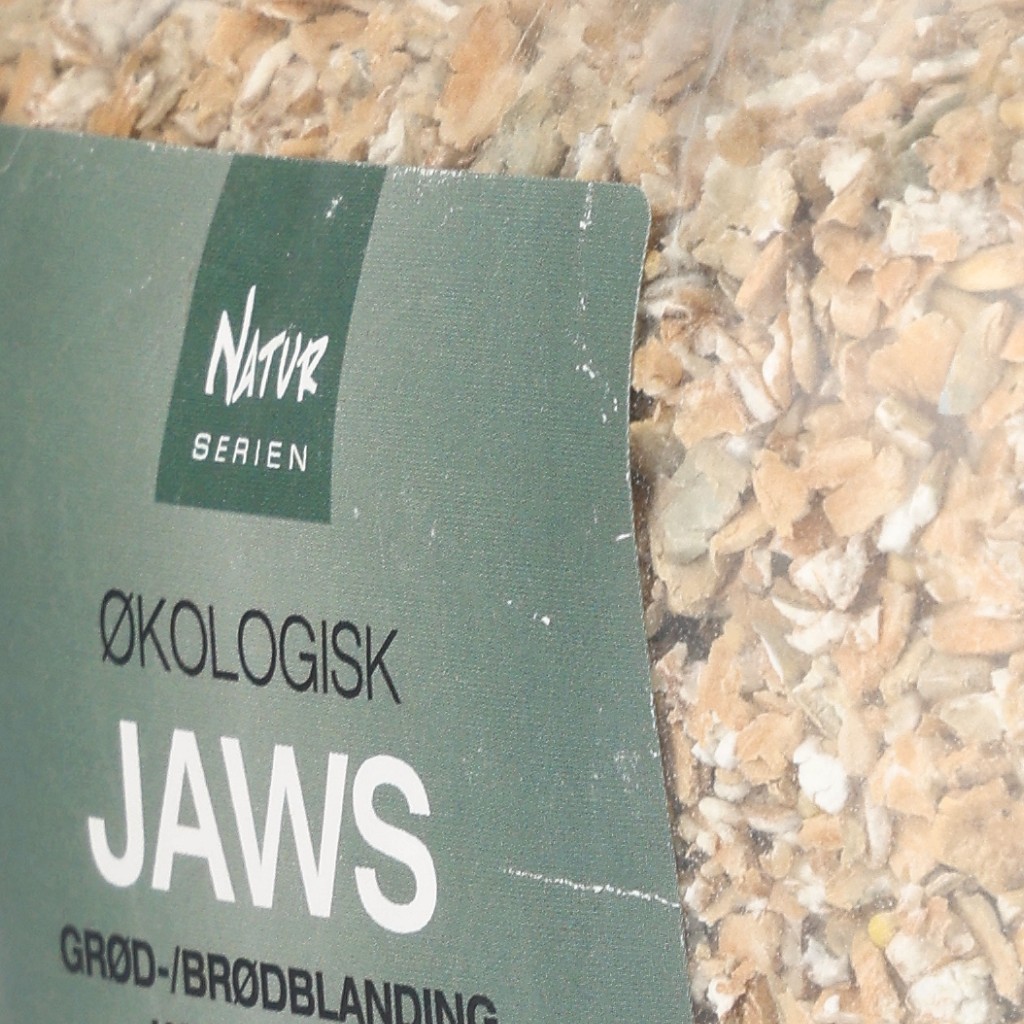 NATUR
SERIEN
ØKOLOGISK
JAWS
GRØD-/BRØDBLANDING